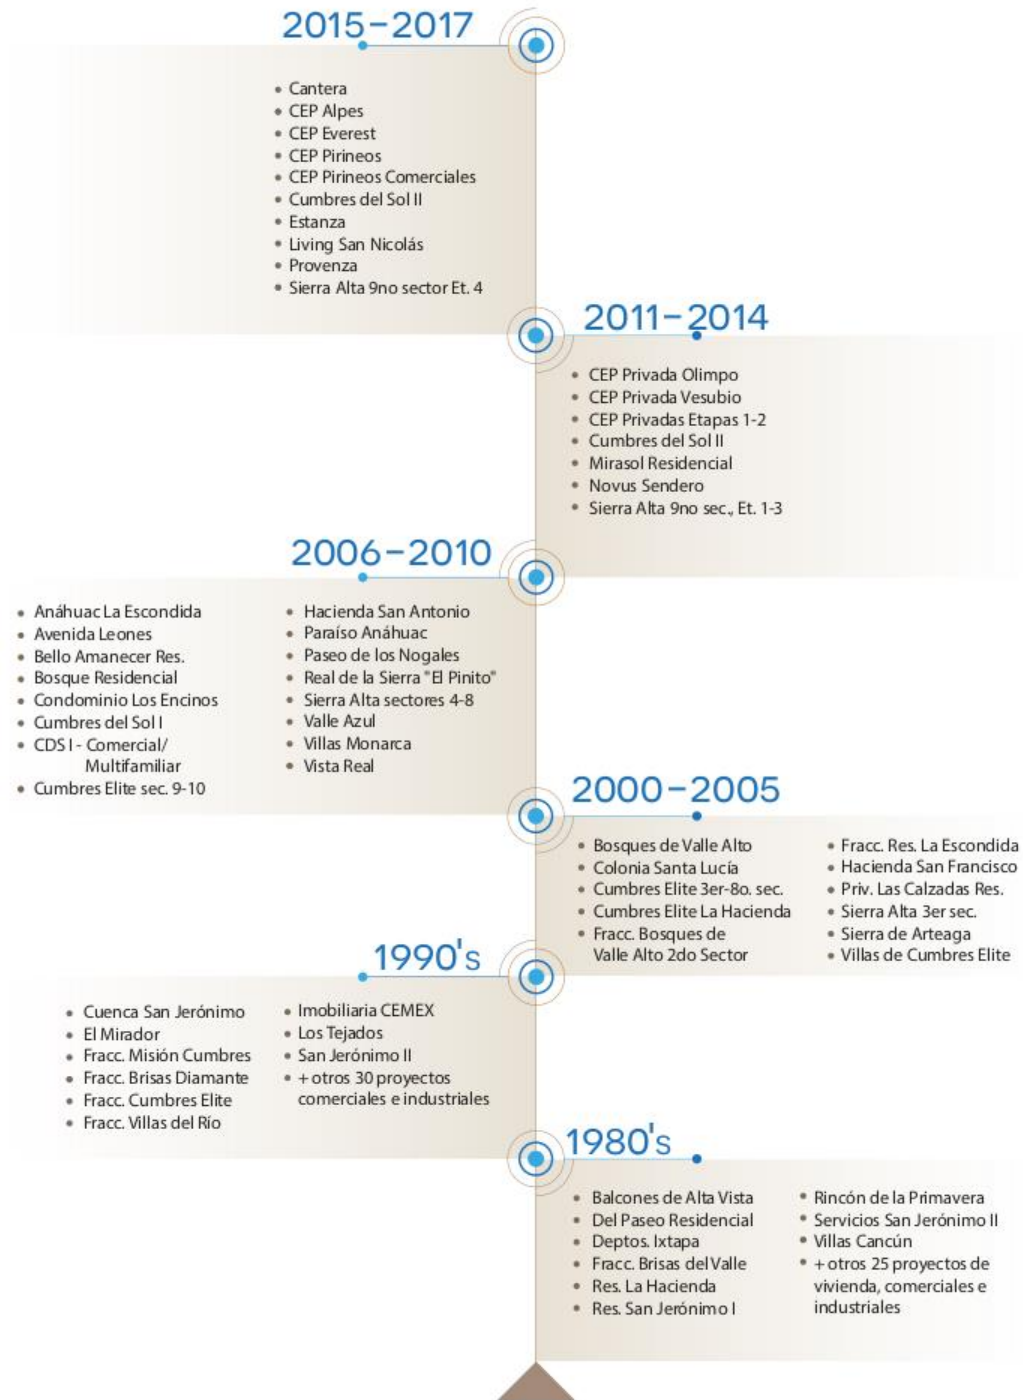 2015–2017
• Cantera
• CEP Alpes
• CEP Everest
• CEP Pirineos
• CEP Pirineos Comerciales
• Cumbres del Sol II
• Estanza
• Living San Nicolás
• Provenza
• Sierra Alta 9no sector Et. 4
2011–2014
• CEP Privada Olimpo
• CEP Privada Vesubio
• CEP Privadas Etapas 1-2
• Cumbres del Sol II
• Mirasol Residencial
• Novus Sendero
• Sierra Alta 9no sec., Et. 1-3
2006–2010
• Anáhuac La Escondida
• Avenida Leones
• Bello Amanecer Res.
• Bosque Residencial
• Condominio Los Encinos
• Cumbres del Sol I
• CDS I - Comercial/
Multifamiliar
• Cumbres Elite sec. 9-10
• Hacienda San Antonio
• Paraíso Anáhuac
• Paseo de los Nogales
• Real de la Sierra "El Pinito"
• Sierra Alta sectores 4-8
• Valle Azul
• Villas Monarca
• Vista Real
2000–2005
• Bosques de Valle Alto
• Colonia Santa Lucía
• Cumbres Elite 3er-8o. sec.
• Cumbres Elite La Hacienda
• Fracc. Bosques de
Valle Alto 2do Sector
• Fracc. Res. La Escondida
• Hacienda San Francisco
• Priv. Las Calzadas Res.
• Sierra Alta 3er sec.
• Sierra de Arteaga
• Villas de Cumbres Elite
1990's
• Cuenca San Jerónimo
• El Mirador
• Fracc. Misión Cumbres
• Fracc. Brisas Diamante
• Fracc. Cumbres Elite
• Fracc. Villas del Río
• Imobiliaria CEMEX
• Los Tejados
• San Jerónimo II
• + otros 30 proyectos
comerciales e industriales
1980's
• Balcones de Alta Vista
• Del Paseo Residencial
• Deptos. Ixtapa
• Fracc. Brisas del Valle
• Res. La Hacienda
• Res. San Jerónimo I
• Rincón de la Primavera
• Servicios San Jerónimo II
• Villas Cancún
• + otros 25 proyectos de
vivienda, comerciales e
industriales